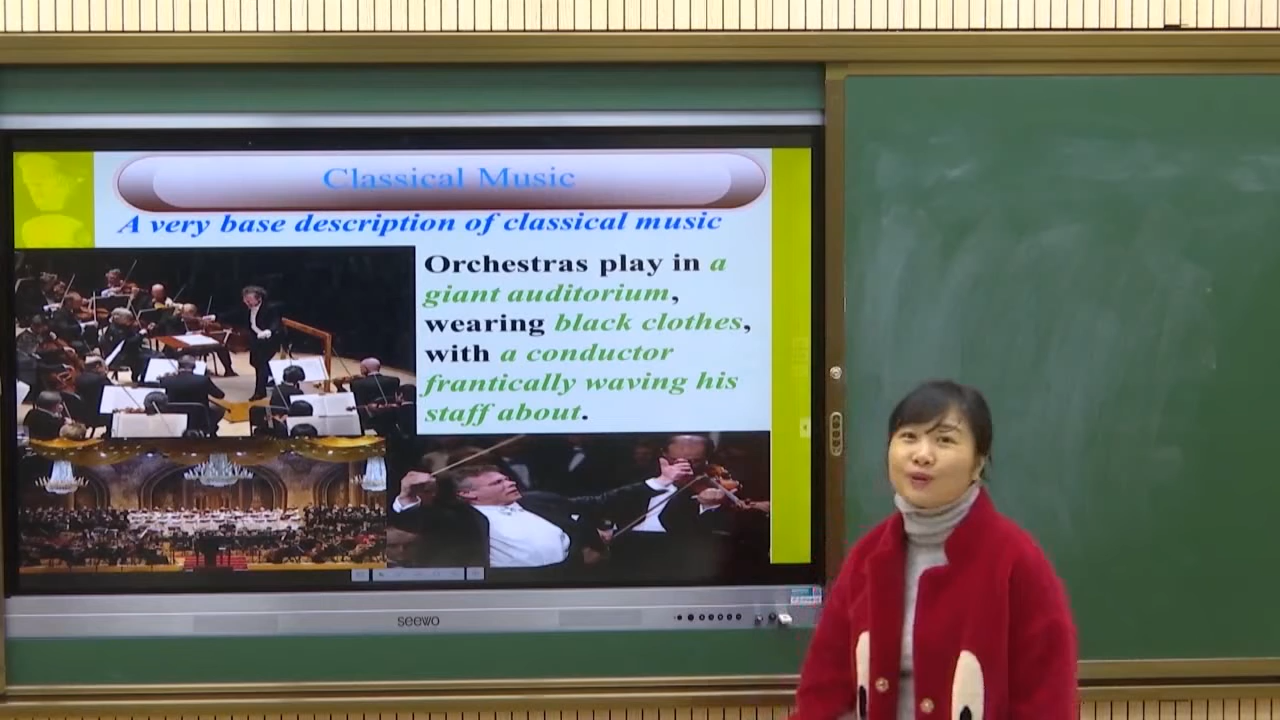 Classical Music
A very base description of classical music
Orchestras play in a
giant auditorium,
wearing black clothes,
with a conductor
frantically waving his
staff about.
seewo